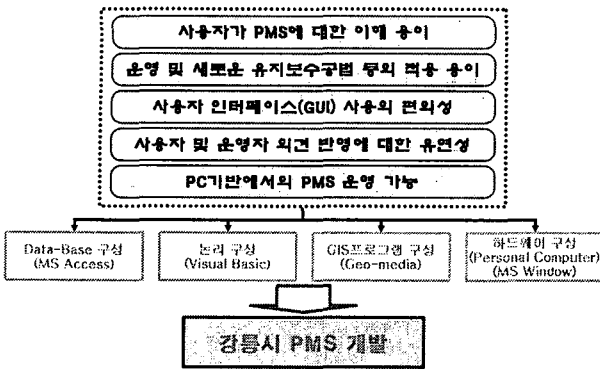 사용자가 PMS에 대한 이해 용이
운영 및 새로운 유지보수공법 등의 적용 용이
사용자 인터페이스(GUI) 사용의 편의성
사용자 및 운영자 의견 반영에 대한 유연성
PC기반에서의 PMS 운영 가능
Data-Base 구성
(MS Access)
논리 구성
(Visual Basic)
GIS프로그램 구성
(Geo-media)
하드웨어 구성
(Personal Computer)
(MS Window)
강릉시 PMS 개발